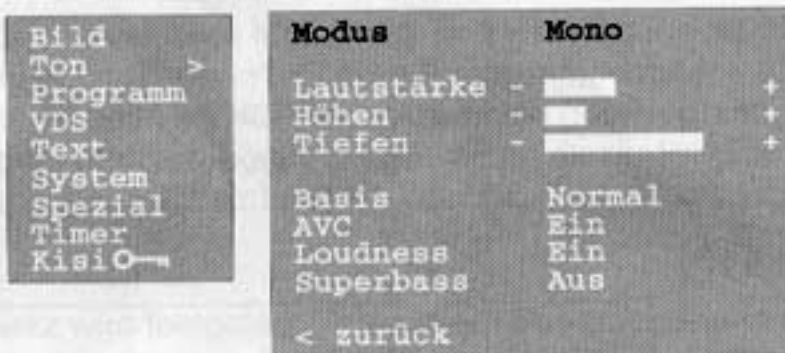 Bild
Ton >
Programm
VDS
Text
System
Spezial
Timer
Kisi
Modus Mono
Lautstärke - +
Höhen - +
Tiefen - +
Basis Normal
AVC Ein
Loudness Ein
Superbass Aus
< zurück